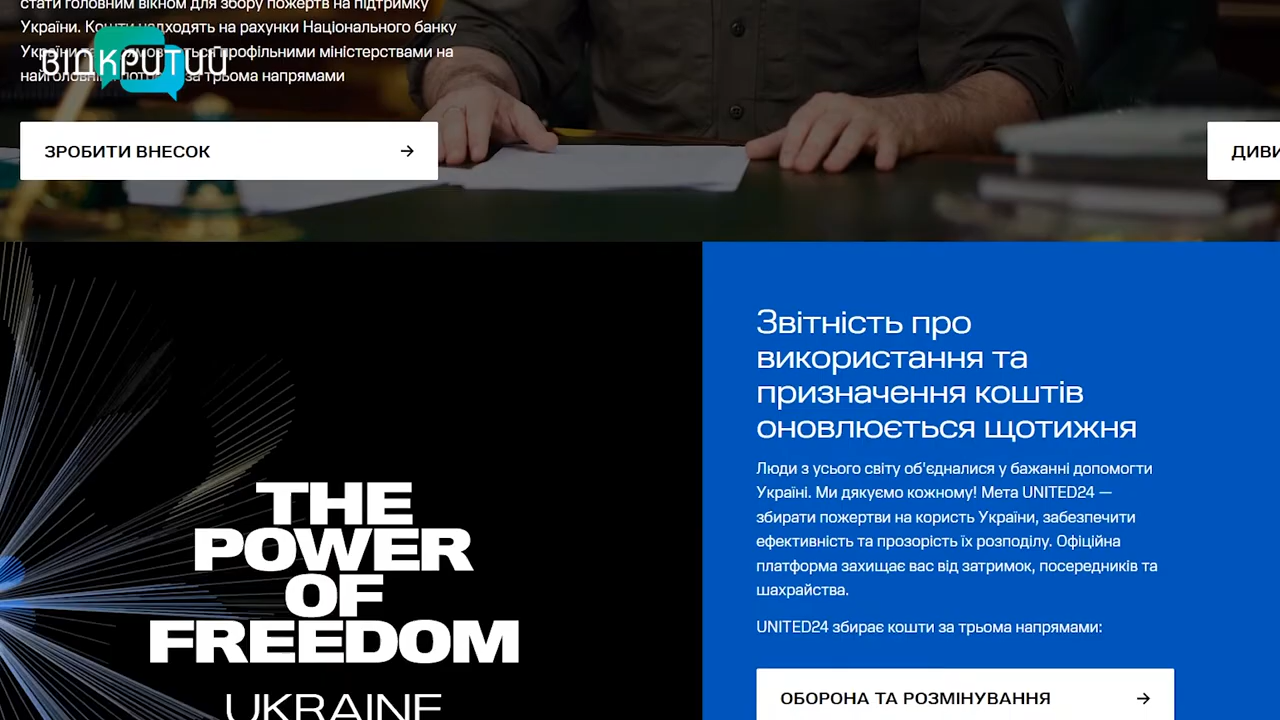 стати головним вікном для збору пожертв на підтримку
України. Кошти надходять на рахунки Національного банку
України та
профільними міністерствами на
за трьома напрямами
ВІДКРИТИЙ
ЗРОБИТИ ВНЕСОК →
ДИВИ
THE
POWER
OF
FREEDOM
UKRAINE
Звітність про
використання та
призначення коштів
оновлюється щотижня
Люди з усього світу об'єдналися у бажанні допомогти
Україні. Ми дякуємо кожному! Мета UNITED24 —
збирати пожертви на користь України, забезпечити
ефективність та прозорість їх розподілу. Офіційна
платформа захищає вас від затримок, посередників та
шахрайства.
UNITED24 збирає кошти за трьома напрямами:
ОБОРОНА ТА РОЗМІНУВАННЯ →